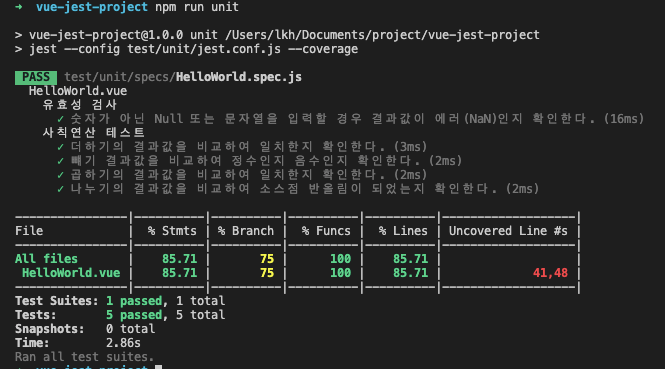 ➜  vue-jest-project npm run unit
> vue-jest-project@1.0.0 unit /Users/lkh/Documents/project/vue-jest-project
> jest --config test/unit/jest.conf.js --coverage
PASS test/unit/specs/HelloWorld.spec.js
HelloWorld.vue
유효성 검사
✓ 숫자가 아닌 Null 또는 문자열을 입력할 경우 결과값이 에러(NaN)인지 확인한다. (16ms)
사칙연산 테스트
✓ 더하기의 결과값을 비교하여 일치한지 확인한다. (3ms)
✓ 빼기의 결과값을 비교하여 정수인지 음수인지 확인한다. (2ms)
✓ 곱하기의 결과값을 비교하여 일치한지 확인한다. (2ms)
✓ 나누기의 결과값을 비교하여 소스점 반올림이 되었는지 확인한다. (2ms)
File | % Stmts | % Branch | % Funcs | % Lines | Uncovered Line #s |
All files | 85.71 | 75 | 100 | 85.71 | |
HelloWorld.vue | 85.71 | 75 | 100 | 85.71 | 41,48 |
Test Suites: 1 passed, 1 total
Tests: 5 passed, 5 total
Snapshots: 0 total
Time: 2.86s
Ran all test suites.
➜  vue-jest-project